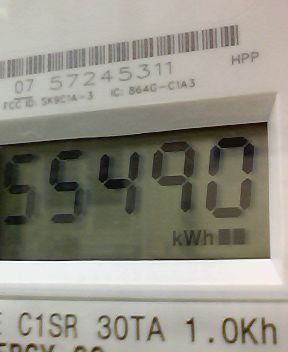 07 57245311
HPP
FCC ID: SK9C1A-3 IC: 864G-C1A3
55490
kWh
C1SR 30TA 1.0Kh